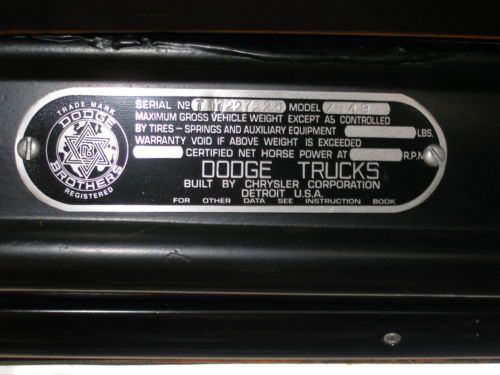 TRADE MARK
DODGE
DB
BROTHERS
REGISTERED
SERIAL Nº MODEL
MAXIMUM GROSS VEHICLE WEIGHT EXCEPT AS CONTROLLED
BY TIRES - SPRINGS AND AUXILIARY EQUIPMENT LBS.
WARRANTY VOID IF ABOVE WEIGHT IS EXCEEDED
CERTIFIED NET HORSE POWER AT R.P.M.
DODGE TRUCKS
BUILT BY CHRYSLER CORPORATION
DETROIT U.S.A.
FOR OTHER DATA SEE INSTRUCTION BOOK